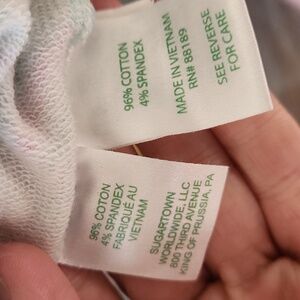 96% COTTON
4% SPANDEX
MADE IN VIETNAM
RN# 88189
SEE REVERSE
FOR CARE
96% COTTON
4% SPANDEX
FABRIQUÉ AU
VIETNAM
SUGARTOWN
WORLDWIDE, LLC
800 THIRD AVENUE
KING OF PRUSSIA, PA